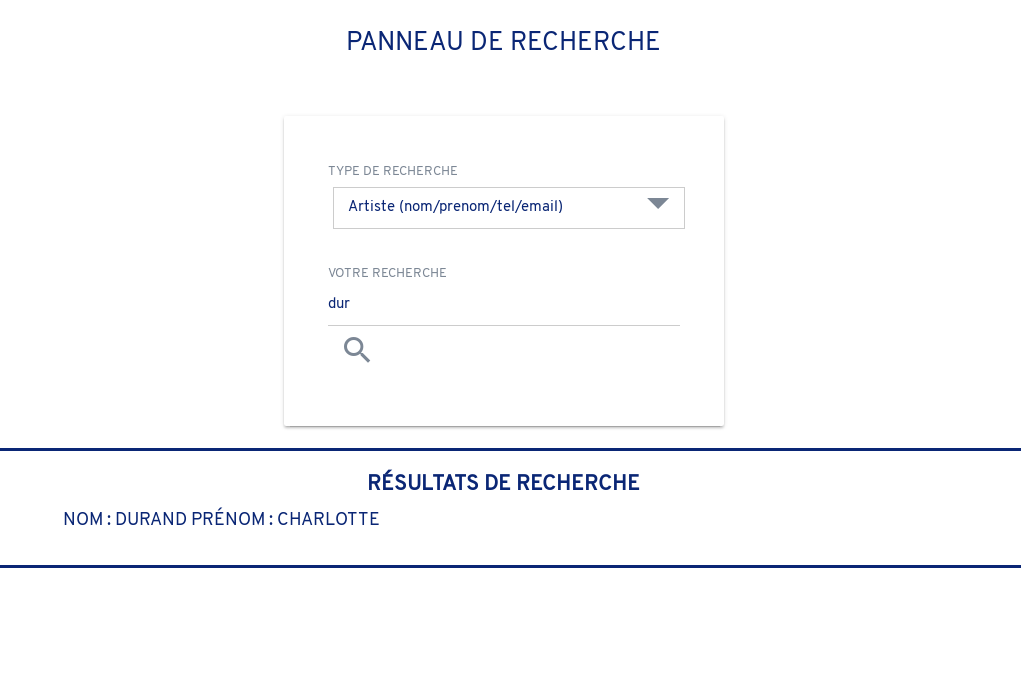 PANNEAU DE RECHERCHE
TYPE DE RECHERCHE
Artiste (nom/prenom/tel/email)
VOTRE RECHERCHE
dur
RÉSULTATS DE RECHERCHE
NOM : DURAND PRÉNOM : CHARLOTTE